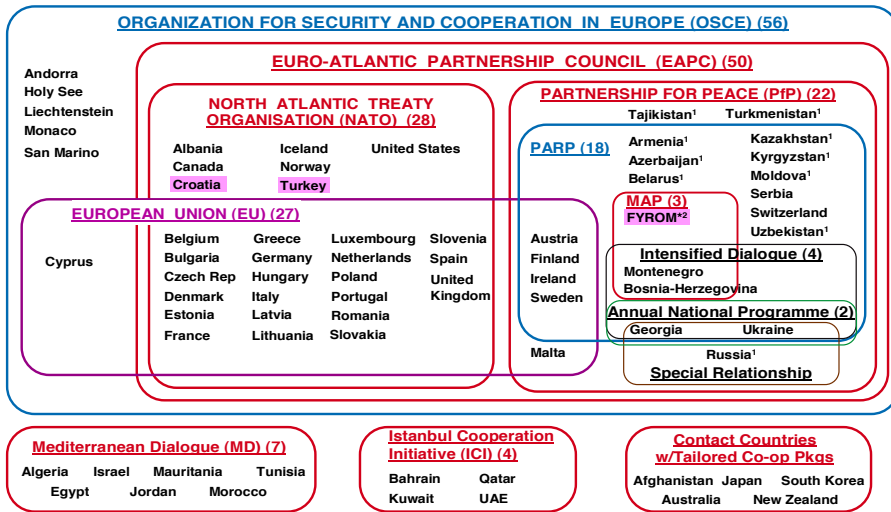 ORGANIZATION FOR SECURITY AND COOPERATION IN EUROPE (OSCE) (56)
EURO-ATLANTIC PARTNERSHIP COUNCIL (EAPC) (50)
Andorra
Holy See
Liechtenstein
Monaco
San Marino
NORTH ATLANTIC TREATY
ORGANISATION (NATO) (28)
Albania Iceland United States
Canada Norway
Croatia Turkey
PARTNERSHIP FOR PEACE (PfP) (22)
Tajikistan¹ Turkmenistan¹
PARP (18)
Armenia¹ Kazakhstan¹
Azerbaijan¹ Kyrgyzstan¹
Belarus¹ Moldova¹
Serbia
Switzerland
Uzbekistan¹
MAP (3)
FYROM*²
Intensified Dialogue (4)
Montenegro
Bosnia-Herzegovina
Annual National Programme (2)
Georgia Ukraine
Russia¹
Special Relationship
EUROPEAN UNION (EU) (27)
Cyprus
Belgium Greece Luxembourg Slovenia
Bulgaria Germany Netherlands Spain
Czech Rep Hungary Poland United
Denmark Italy Portugal Kingdom
Estonia Latvia Romania
France Lithuania Slovakia
Austria
Finland
Ireland
Sweden
Malta
Mediterranean Dialogue (MD) (7)
Algeria Israel Mauritania Tunisia
Egypt Jordan Morocco
Istanbul Cooperation
Initiative (ICI) (4)
Bahrain Qatar
Kuwait UAE
Contact Countries
w/Tailored Co-op Pkgs
Afghanistan Japan South Korea
Australia New Zealand